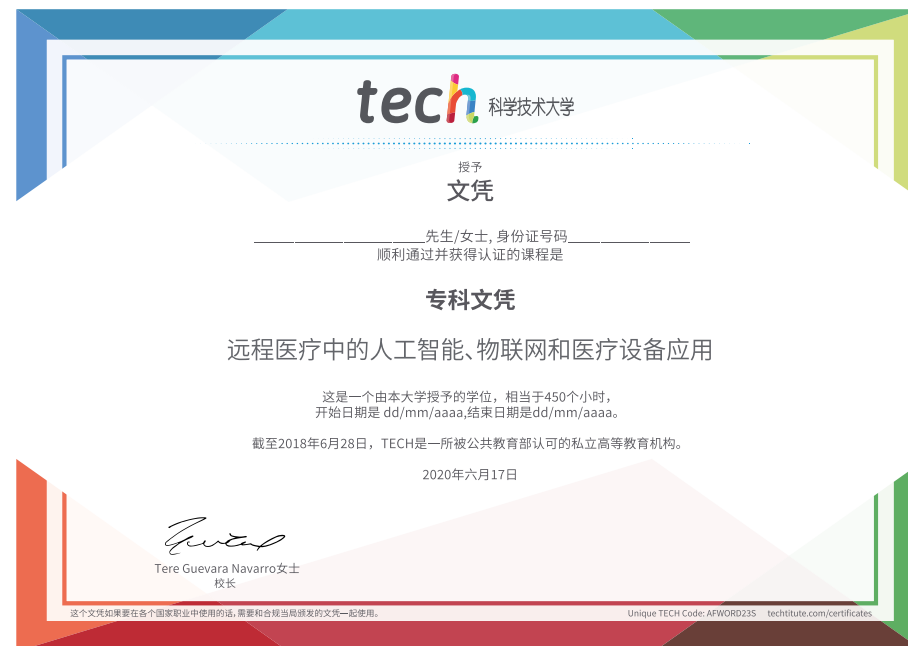 tech 科学技术大学
授予
文凭
先生/女士, 身份证号码
顺利通过并获得认证的课程是
专科文凭
远程医疗中的人工智能、物联网和医疗设备应用
这是一个由本大学授予的学位，相当于450个小时，
开始日期是 dd/mm/aaaa,结束日期是dd/mm/aaaa。
截至2018年6月28日，TECH是一所被公共教育部认可的私立高等教育机构。
2020年六月17日
Tere Guevara Navarro女士
校长
这个文凭如果要在各个国家职业中使用的话,需要和合规当局颁发的文凭一起使用。
Unique TECH Code: AFWORD23S techtitute.com/certificates